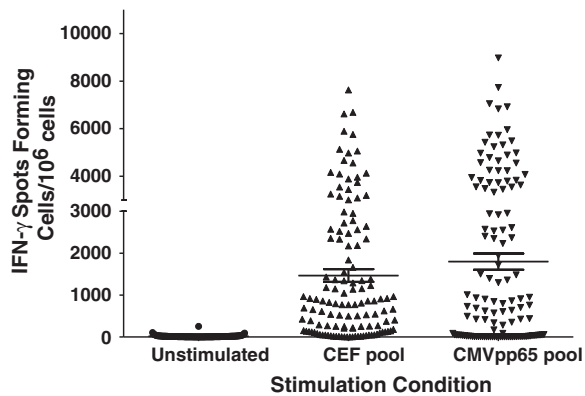 IFN-γ Spots Forming
Cells/10⁶ cells
10000
8000
6000
4000
3000
2000
1000
0
Unstimulated
CEF pool
CMVpp65 pool
Stimulation Condition